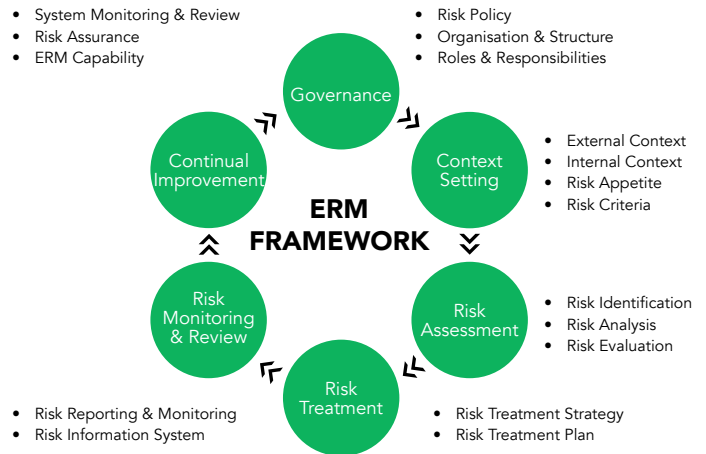 • System Monitoring & Review
• Risk Assurance
• ERM Capability
• Risk Policy
• Organisation & Structure
• Roles & Responsibilities
Governance
Continual
Improvement
Context
Setting
• External Context
• Internal Context
• Risk Appetite
• Risk Criteria
ERM
FRAMEWORK
Risk
Monitoring
& Review
Risk
Assessment
• Risk Identification
• Risk Analysis
• Risk Evaluation
Risk
Treatment
• Risk Reporting & Monitoring
• Risk Information System
• Risk Treatment Strategy
• Risk Treatment Plan